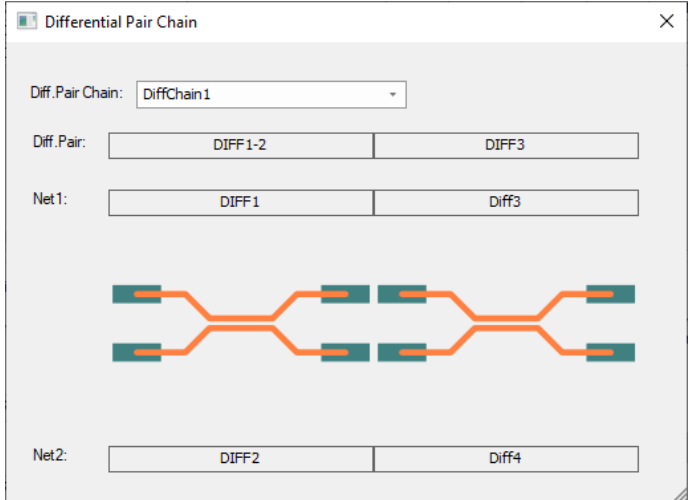 Differential Pair Chain
Diff.Pair Chain: DiffChain1
Diff.Pair: DIFF1-2 DIFF3
Net1: DIFF1 Diff3
Net2: DIFF2 Diff4